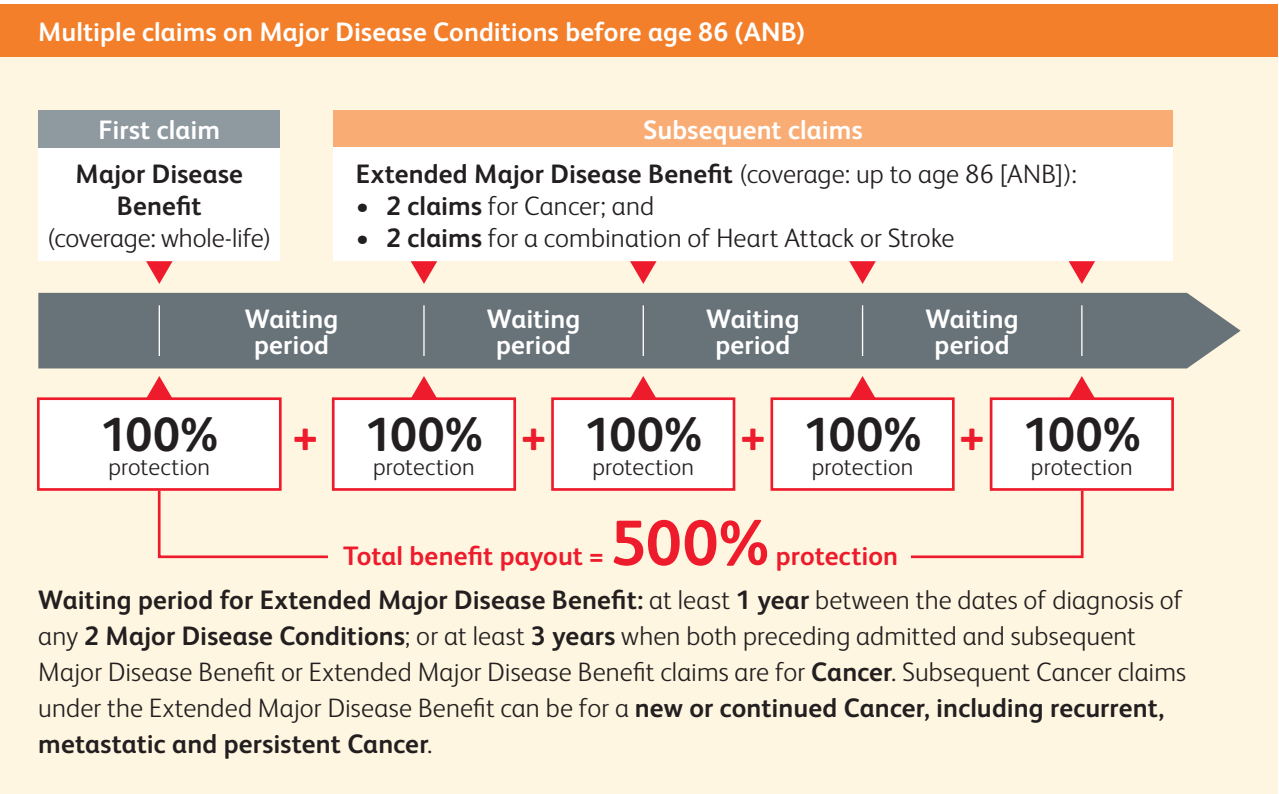 Multiple claims on Major Disease Conditions before age 86 (ANB)
First claim
Major Disease
Benefit
(coverage: whole-life)
Subsequent claims
Extended Major Disease Benefit (coverage: up to age 86 [ANB]):
• 2 claims for Cancer; and
• 2 claims for a combination of Heart Attack or Stroke
Waiting
period
Waiting
period
Waiting
period
Waiting
period
100%
protection
+
100%
protection
+
100%
protection
+
100%
protection
+
100%
protection
Total benefit payout = 500% protection
Waiting period for Extended Major Disease Benefit: at least 1 year between the dates of diagnosis of
any 2 Major Disease Conditions; or at least 3 years when both preceding admitted and subsequent
Major Disease Benefit or Extended Major Disease Benefit claims are for Cancer. Subsequent Cancer claims
under the Extended Major Disease Benefit can be for a new or continued Cancer, including recurrent,
metastatic and persistent Cancer.